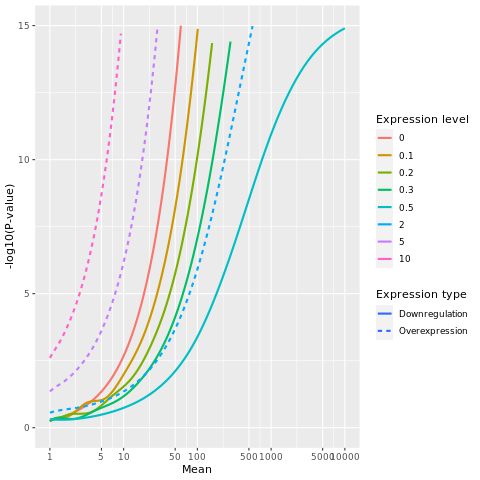 15
10
5
0
-log10(P-value)
1 5 10 50 100 500 1000 5000 10000
Mean
Expression level
0
0.1
0.2
0.3
0.5
2
5
10
Expression type
Downregulation
Overexpression